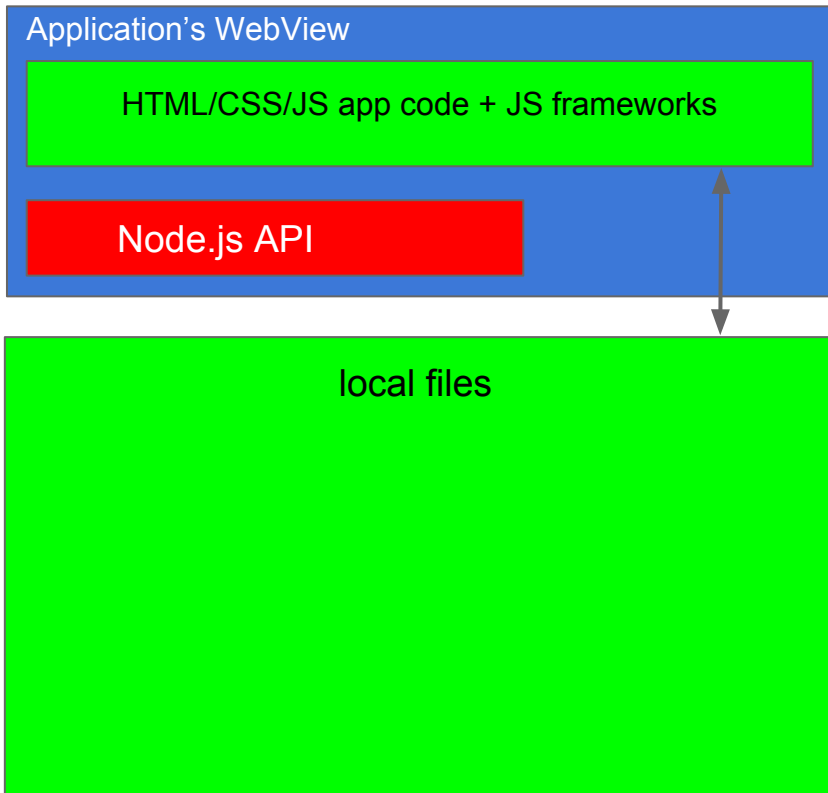 Application’s WebView
HTML/CSS/JS app code + JS frameworks
Node.js API
local files